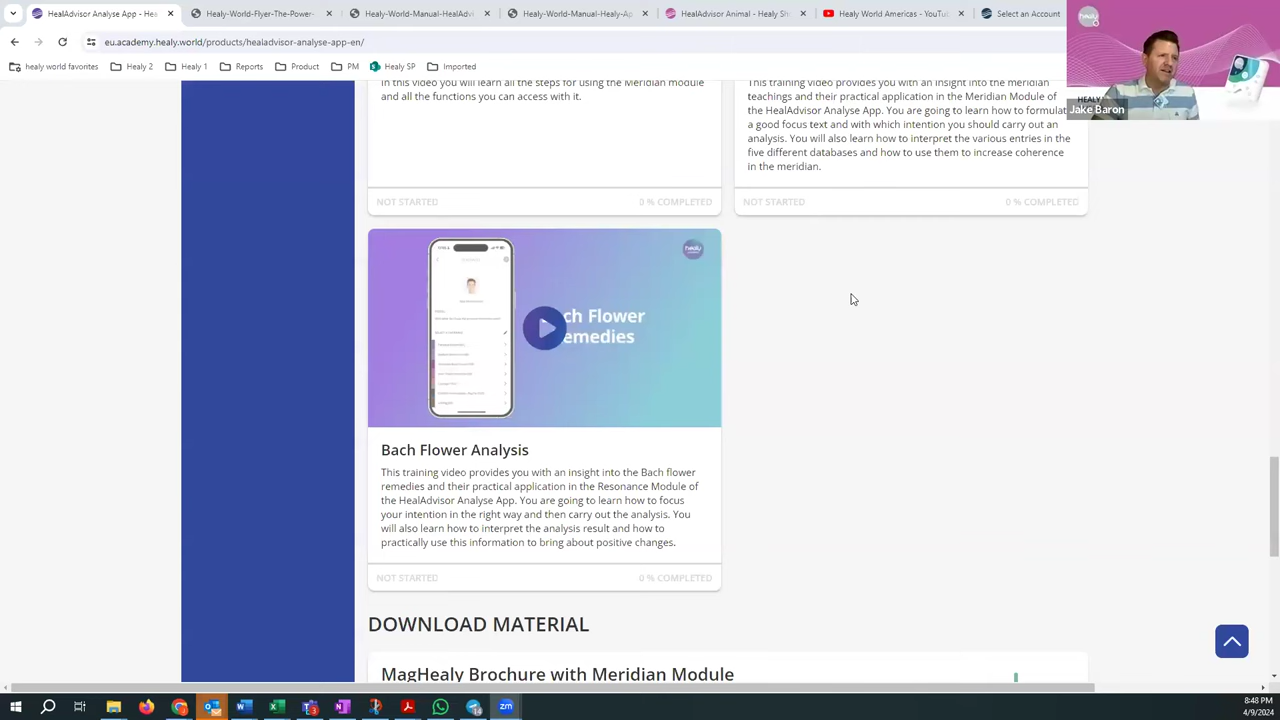 HealAdvisor Analyse App - Hea
Healy-World-Flyer-The-Power-
Healy-World-Manual-HealAdvi
Healy-World-Manual-Healy-Ap
HealAdvisor Animal - Healy Sh
Healy World Americas - YouTu
Select an Account
eu.academy.healy.world/products/healadvisor-analyse-app-en/
healy world favorites
Healy 2
Healy 1
Reports
Product
PM
Healy SP
Imported
healy
HEALY
Jake Baron
In this video you will learn all the steps for using the Meridian module
and all the functions you can access with it.
NOT STARTED
0 % COMPLETED
This training video provides you with an insight into the meridian
teachings and their practical application in the Meridian Module of
the HealAdvisor Analyse App. You are going to learn how to formulat
a good focus text and with which intention you should carry out an
analysis. You will also learn how to interpret the various entries in the
five different databases and how to use them to increase coherence
in the meridian.
NOT STARTED
0 % COMPLETED
healy
ch Flower
emedies
Bach Flower Analysis
This training video provides you with an insight into the Bach flower
remedies and their practical application in the Resonance Module of
the HealAdvisor Analyse App. You are going to learn how to focus
your intention in the right way and then carry out the analysis. You
will also learn how to interpret the analysis result and how to
practically use this information to bring about positive changes.
NOT STARTED
0 % COMPLETED
DOWNLOAD MATERIAL
MagHealy Brochure with Meridian Module
8:48 PM
4/9/2024